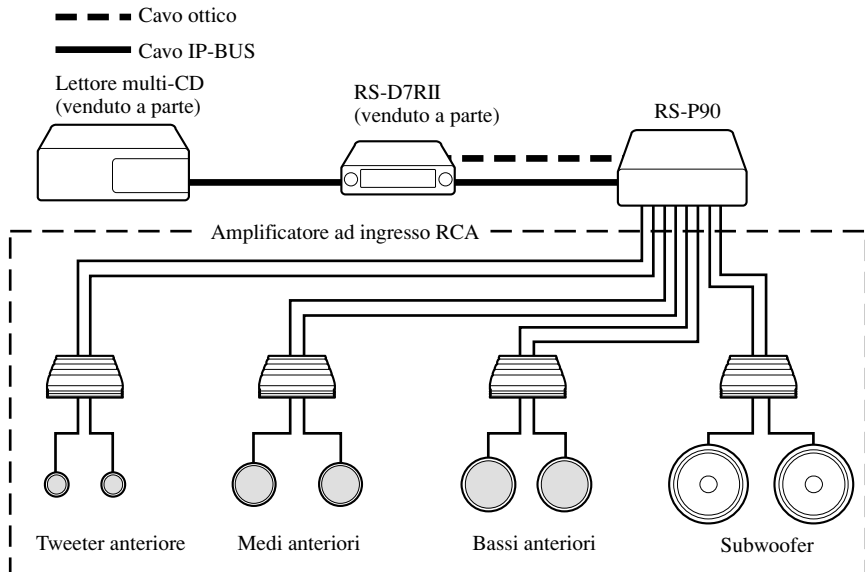 Cavo ottico
Cavo IP-BUS
Lettore multi-CD
(venduto a parte)
RS-D7RII
(venduto a parte)
RS-P90
Amplificatore ad ingresso RCA
Tweeter anteriore
Medi anteriori
Bassi anteriori
Subwoofer